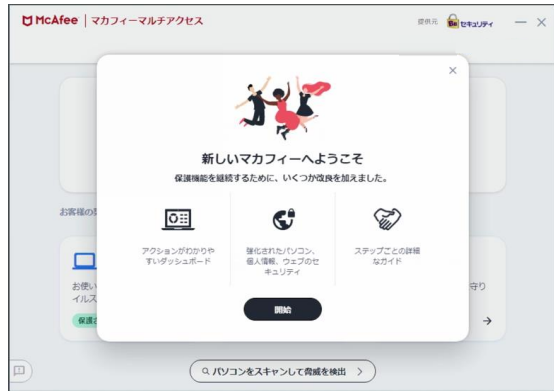 McAfee | マカフィーマルチアクセス
提供元 Be セキュリティ
新しいマカフィーへようこそ
保護機能を継続するために、いくつか改良を加えました。
お客様の
アクションがわかりや
すいダッシュボード
強化されたパソコン、
個人情報、ウェブのセ
キュリティ
ステップごとの詳細
なガイド
お使い
イルス
守り
開始
パソコンをスキャンして脅威を検出